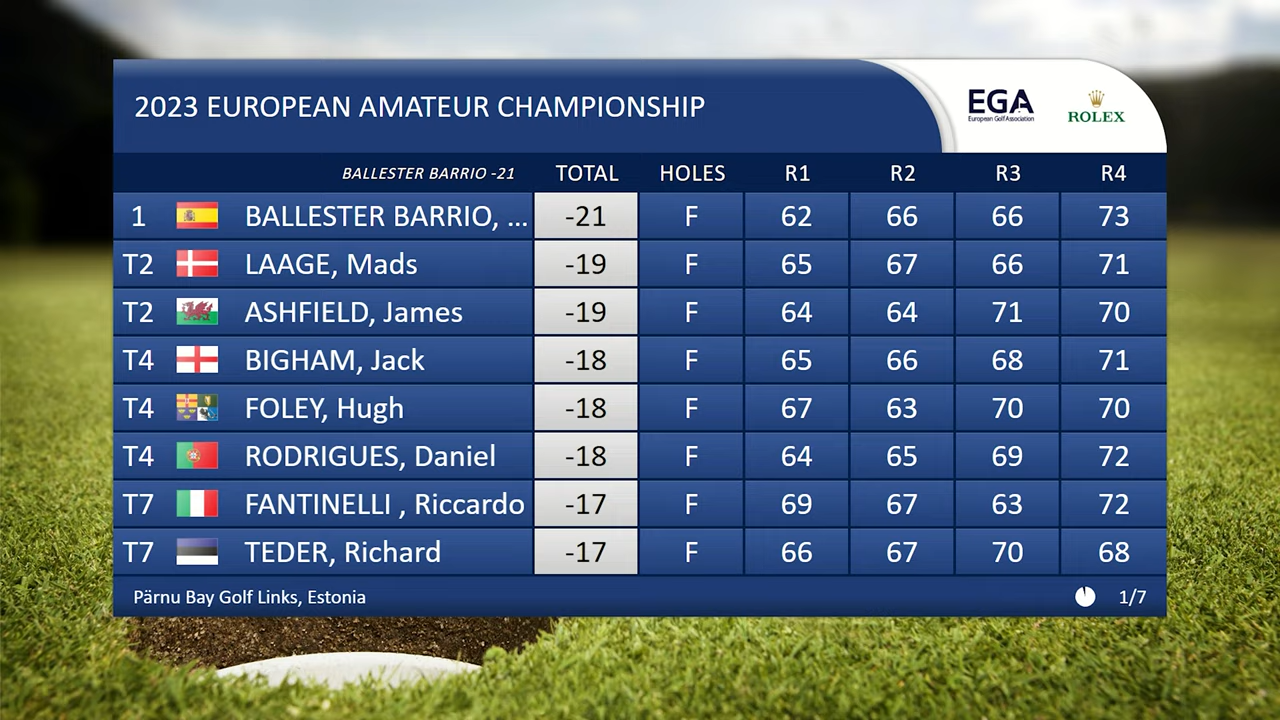 2023 EUROPEAN AMATEUR CHAMPIONSHIP
EGA
European Golf Association
ROLEX
BALLESTER BARRIO -21 TOTAL HOLES R1 R2 R3 R4
1 BALLESTER BARRIO, ... -21 F 62 66 66 73
T2 LAAGE, Mads -19 F 65 67 66 71
T2 ASHFIELD, James -19 F 64 64 71 70
T4 BIGHAM, Jack -18 F 65 66 68 71
T4 FOLEY, Hugh -18 F 67 63 70 70
T4 RODRIGUES, Daniel -18 F 64 65 69 72
T7 FANTINELLI , Riccardo -17 F 69 67 63 72
T7 TEDER, Richard -17 F 66 67 70 68
Pärnu Bay Golf Links, Estonia 1/7